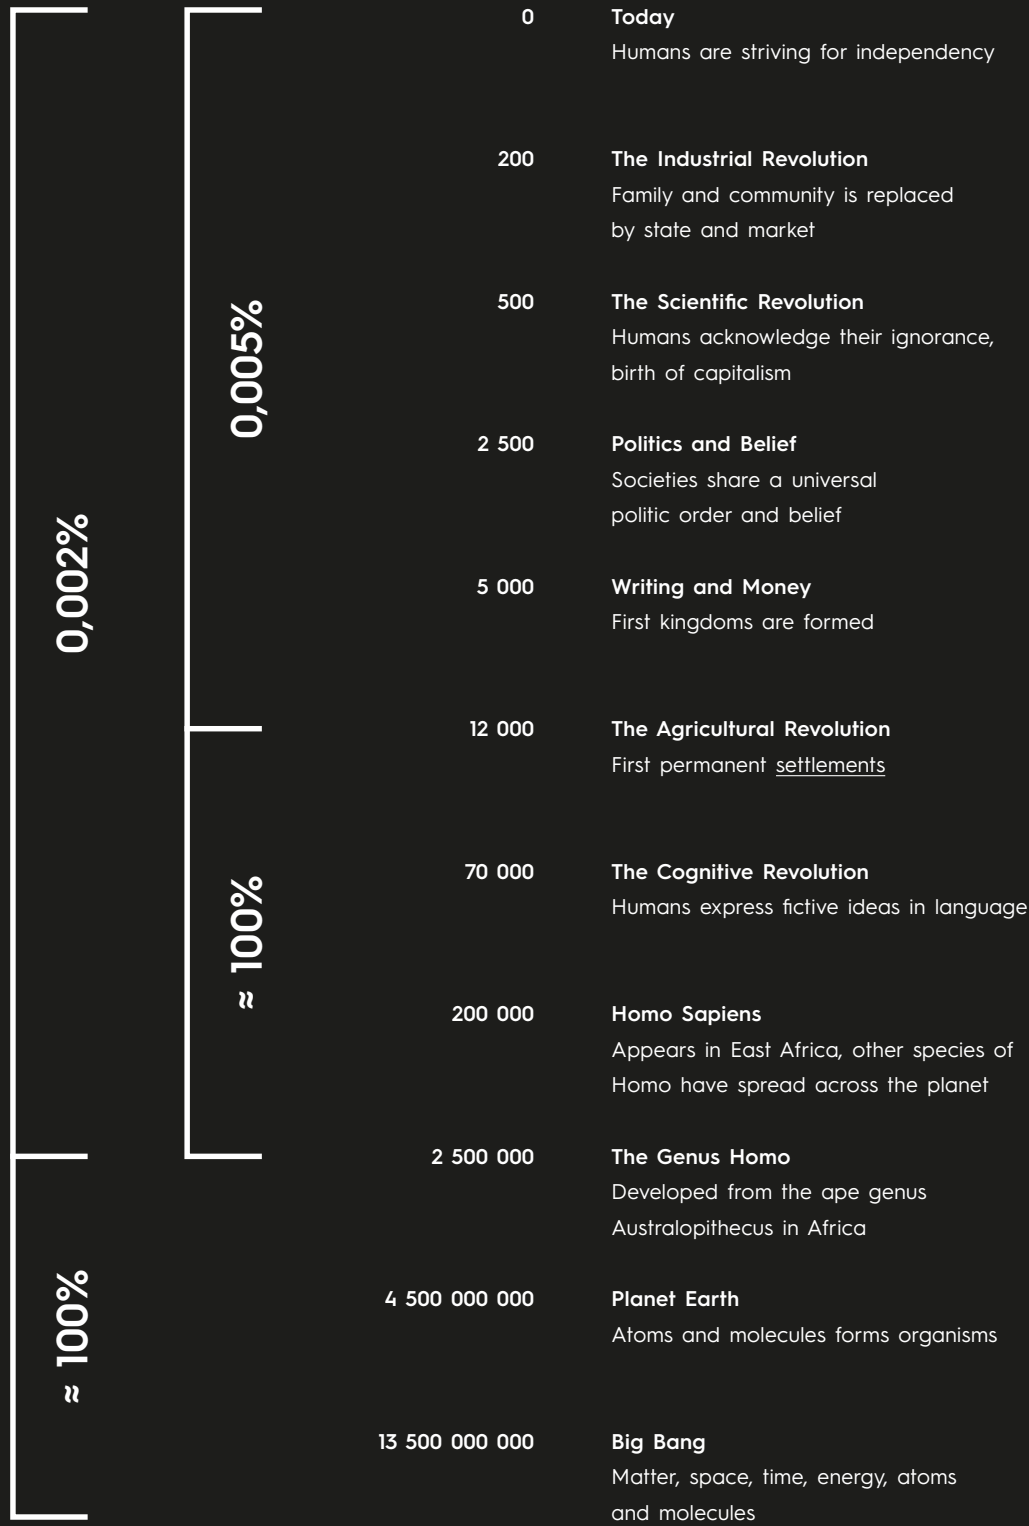 0 Today
Humans are striving for independency
200 The Industrial Revolution
Family and community is replaced
by state and market
500 The Scientific Revolution
Humans acknowledge their ignorance,
birth of capitalism
2 500 Politics and Belief
Societies share a universal
politic order and belief
5 000 Writing and Money
First kingdoms are formed
12 000 The Agricultural Revolution
First permanent settlements
70 000 The Cognitive Revolution
Humans express fictive ideas in language
200 000 Homo Sapiens
Appears in East Africa, other species of
Homo have spread across the planet
2 500 000 The Genus Homo
Developed from the ape genus
Australopithecus in Africa
4 500 000 000 Planet Earth
Atoms and molecules forms organisms
13 500 000 000 Big Bang
Matter, space, time, energy, atoms
and molecules
0,002%
≈ 100%
0,005%
≈ 100%